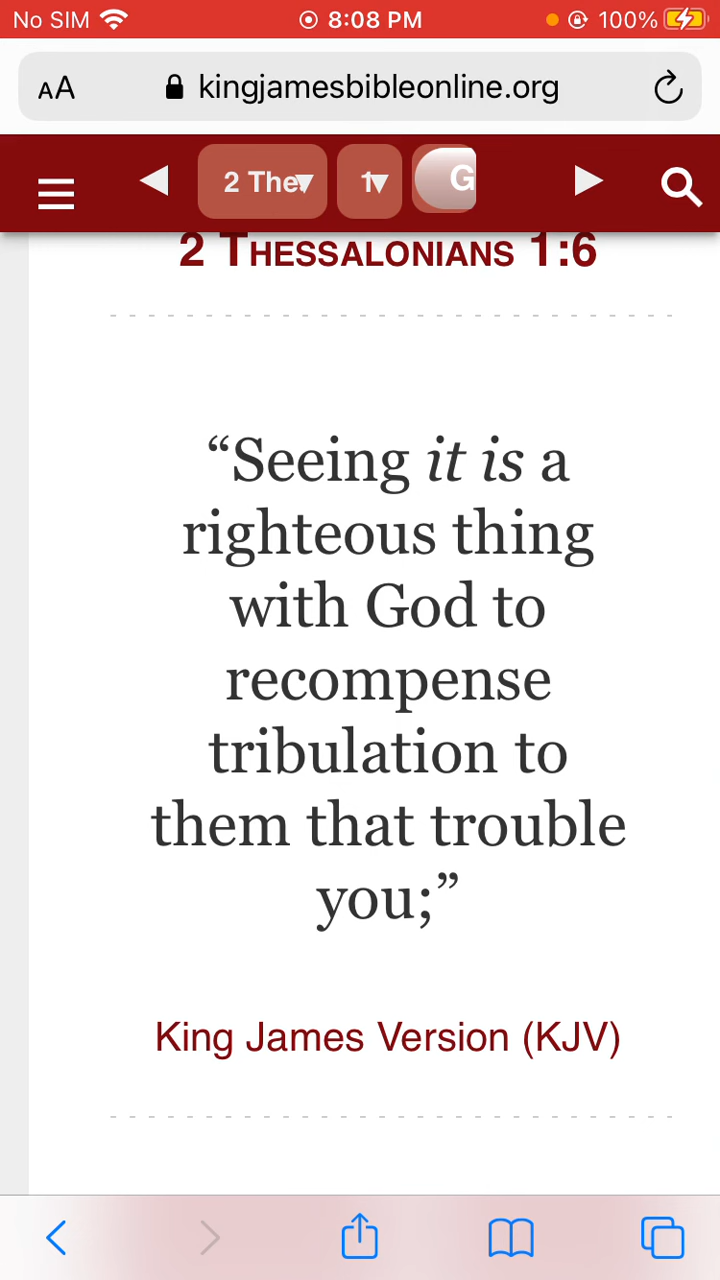 No SIM 8:08 PM 100%
AA kingjamesbibleonline.org
2 The 1 G
2 THESSALONIANS 1:6
“Seeing it is a
righteous thing
with God to
recompense
tribulation to
them that trouble
you;”
King James Version (KJV)